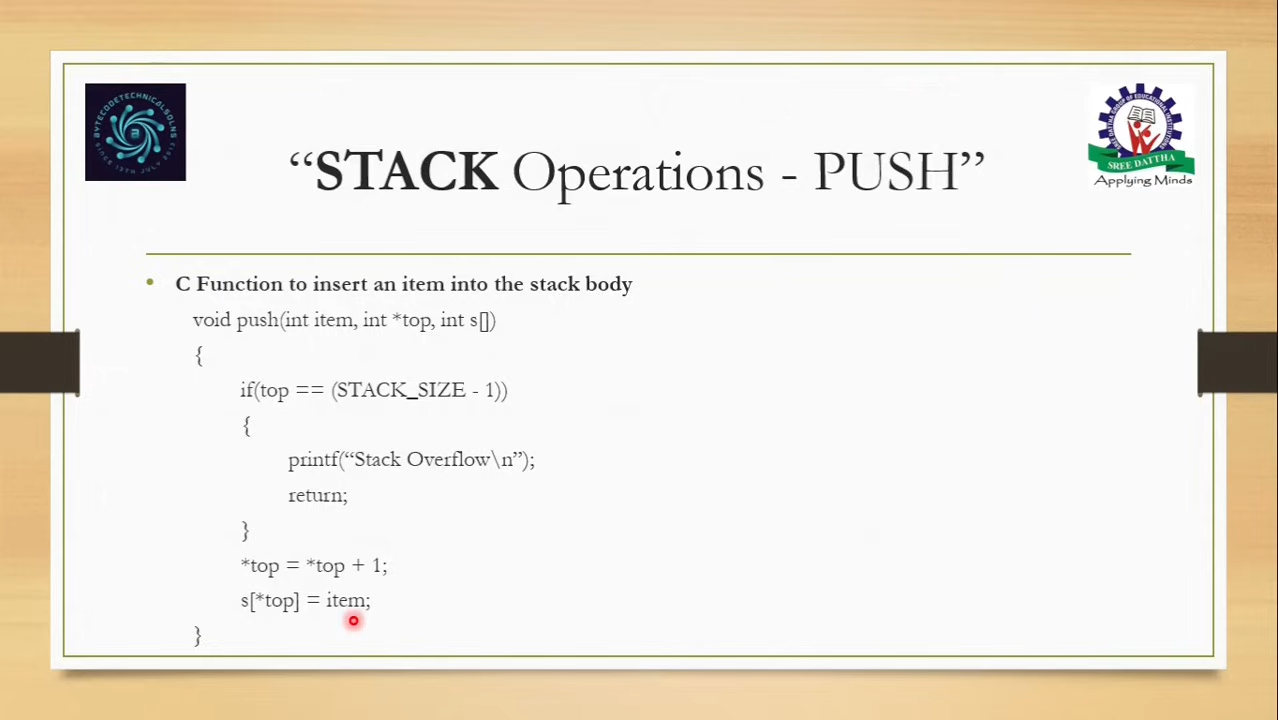 BYTECODETECHNICALSOLNS
SREE DATTHA
Applying Minds
“STACK Operations - PUSH”
• C Function to insert an item into the stack body
void push(int item, int *top, int s[])
{
if(top == (STACK_SIZE - 1))
{
printf(“Stack Overflow\n”);
return;
}
*top = *top + 1;
s[*top] = item;
}